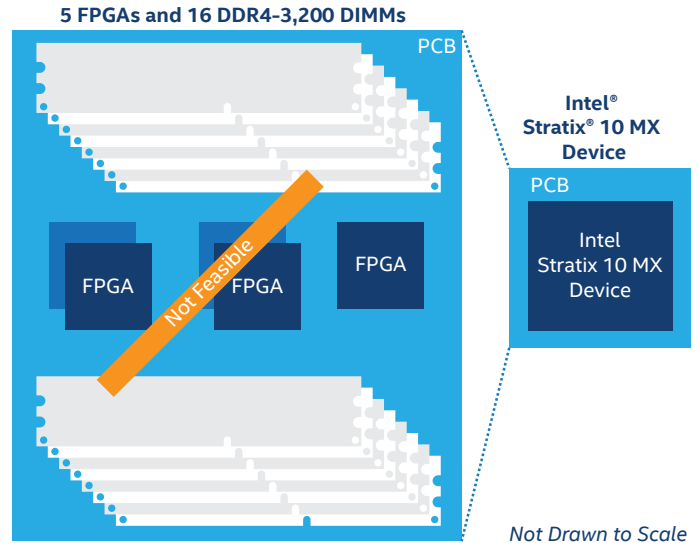 5 FPGAs and 16 DDR4-3,200 DIMMs
PCB
FPGA
FPGA
FPGA
Not Feasible
Intel®
Stratix® 10 MX
Device
PCB
Intel
Stratix 10 MX
Device
Not Drawn to Scale